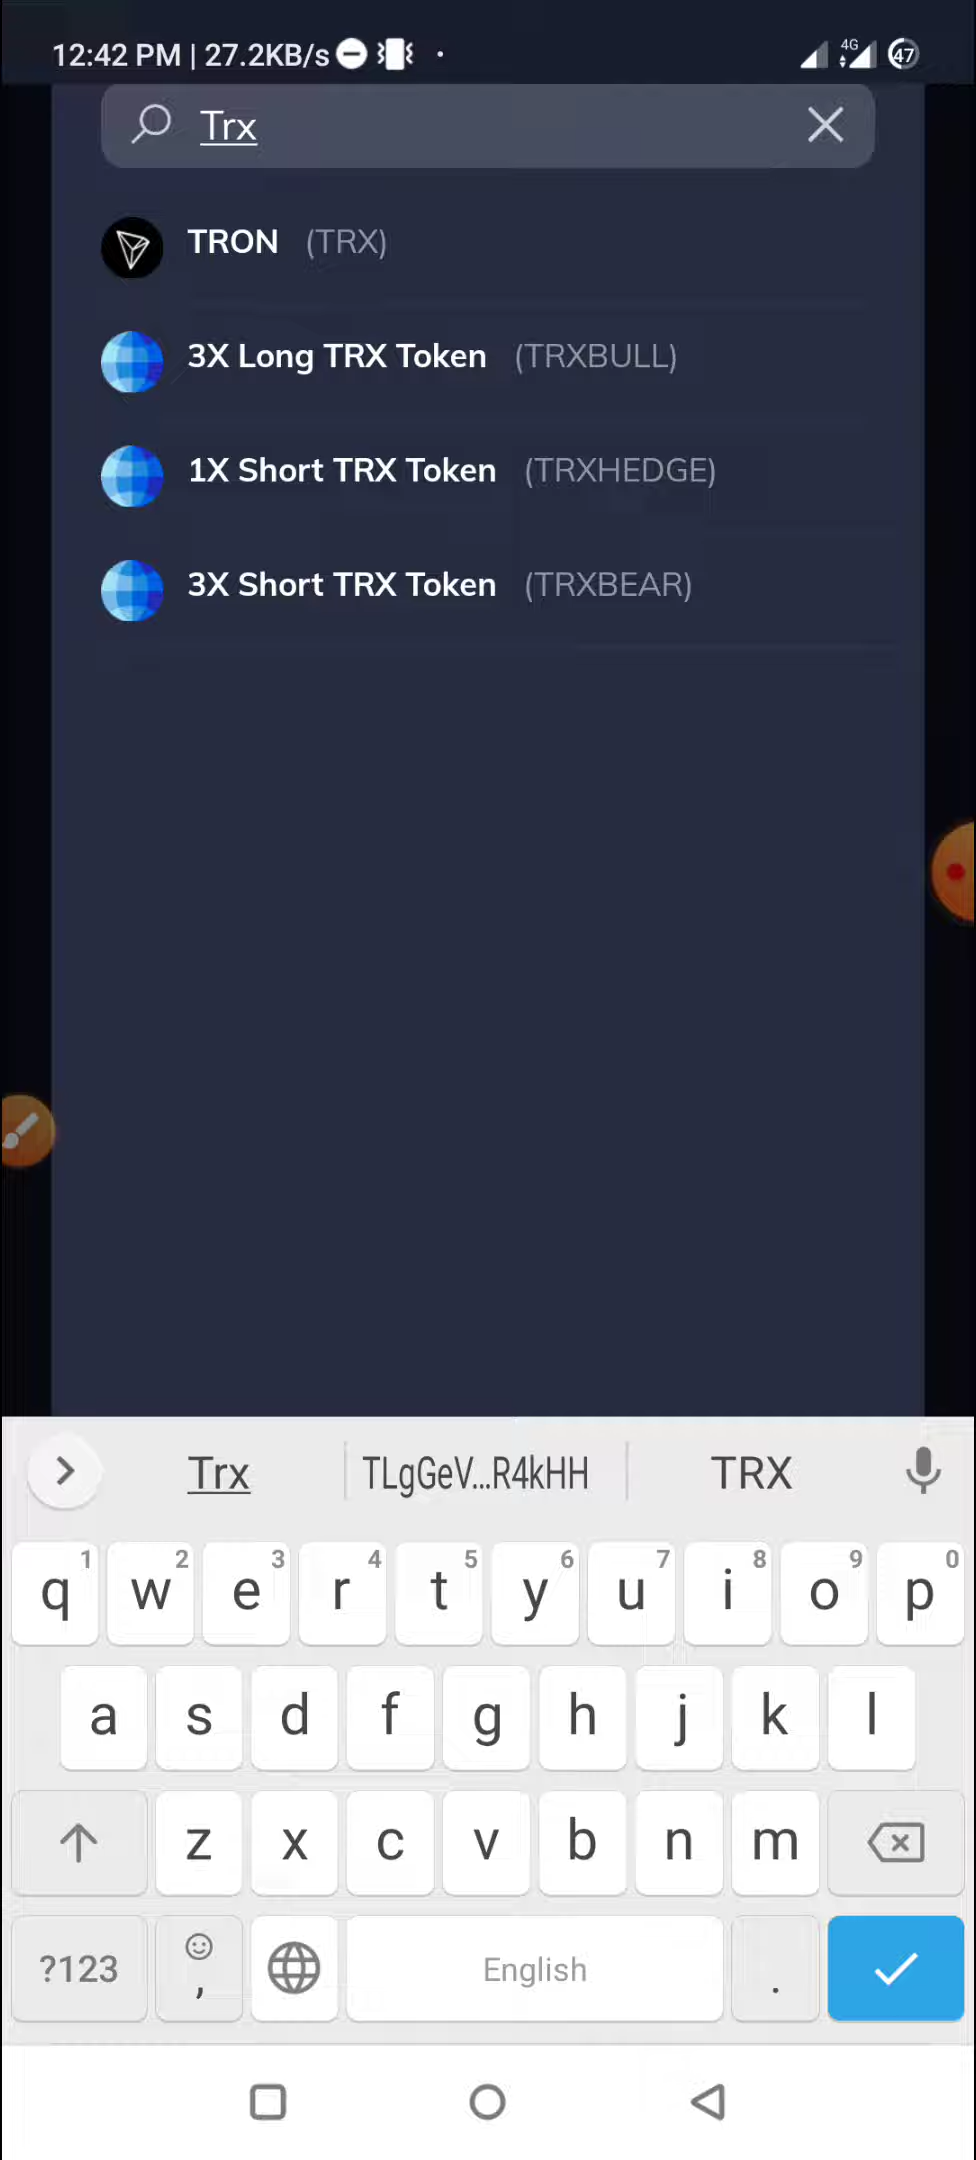 12:42 PM | 27.2KB/s 4G 47
Trx
TRON (TRX)
3X Long TRX Token (TRXBULL)
1X Short TRX Token (TRXHEDGE)
3X Short TRX Token (TRXBEAR)
Trx TLgGeV...R4kHH TRX
1 2 3 4 5 6 7 8 9 0
q w e r t y u i o p
a s d f g h j k l
z x c v b n m
?123 , English .